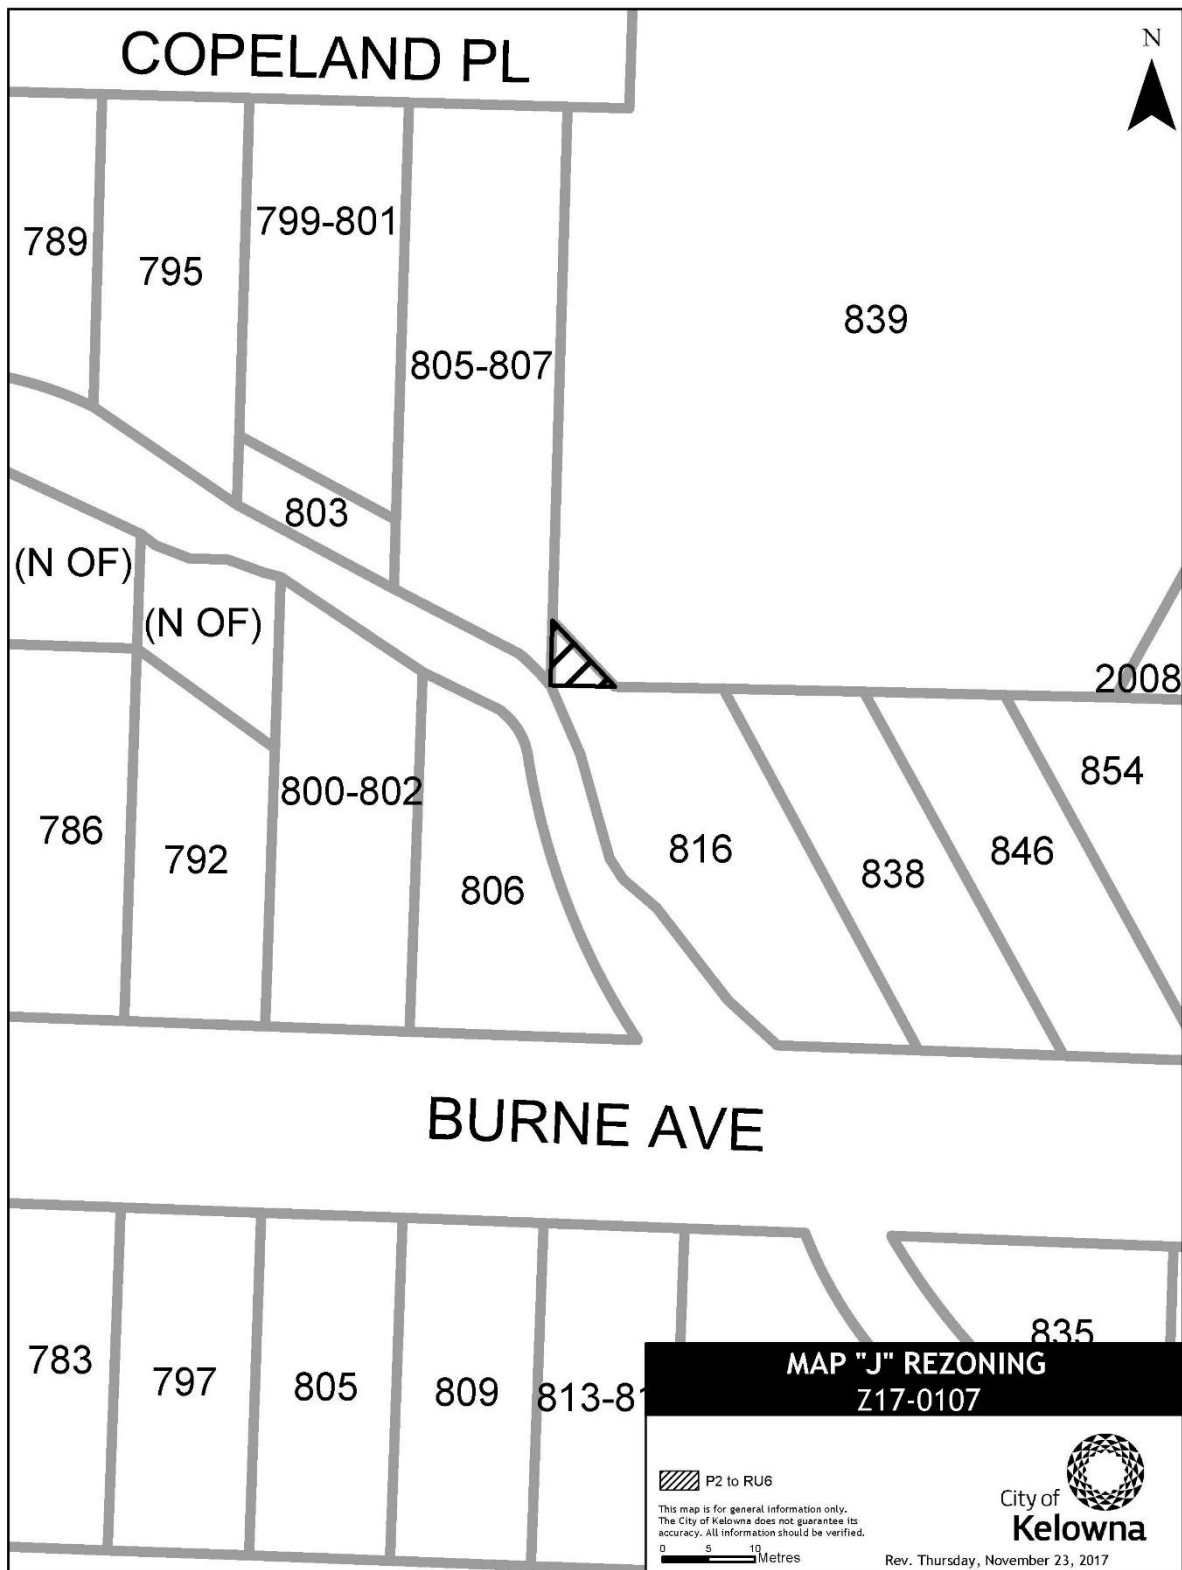 COPELAND PL
N
789
795
799-801
805-807
839
803
(N OF)
(N OF)
2008
854
786
792
800-802
806
816
838
846
BURNE AVE
783
797
805
809
813-81
835
MAP "J" REZONING
Z17-0107
P2 to RU6
This map is for general information only.
The City of Kelowna does not guarantee its
accuracy. All information should be verified.
0 5 10
Metres
City of
Kelowna
Rev. Thursday, November 23, 2017